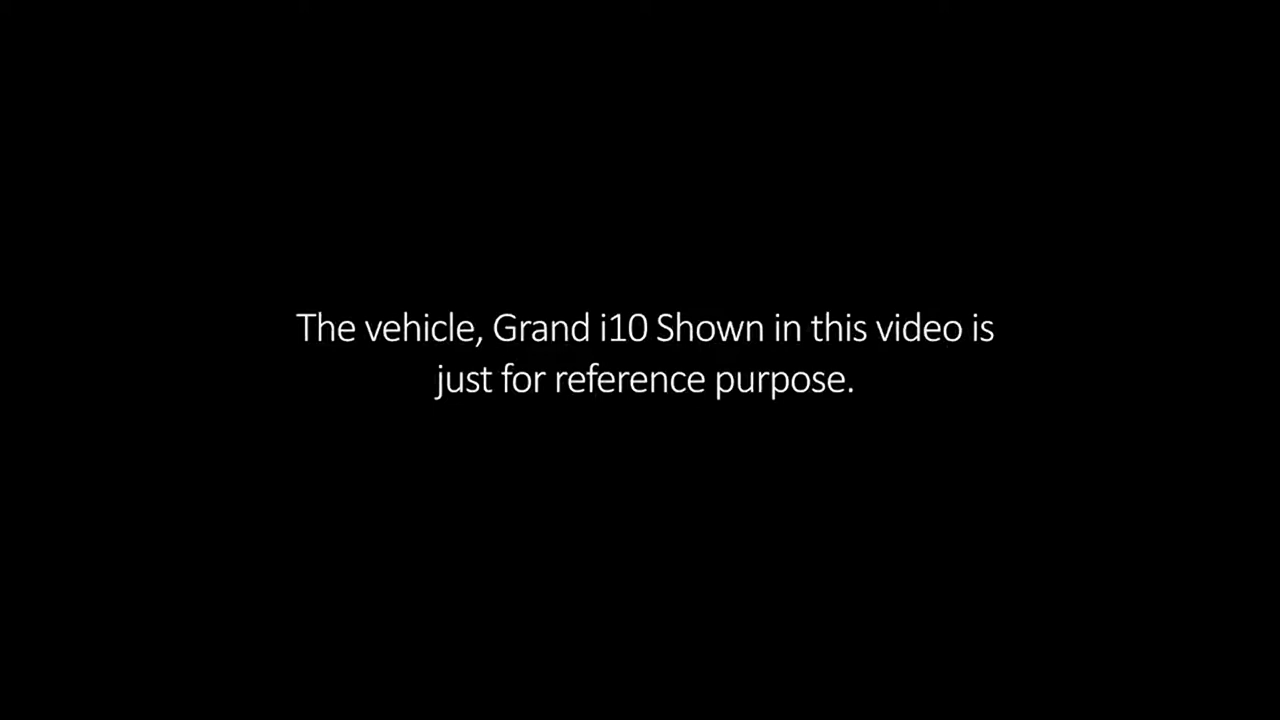 The vehicle, Grand i10 Shown in this video is
just for reference purpose.